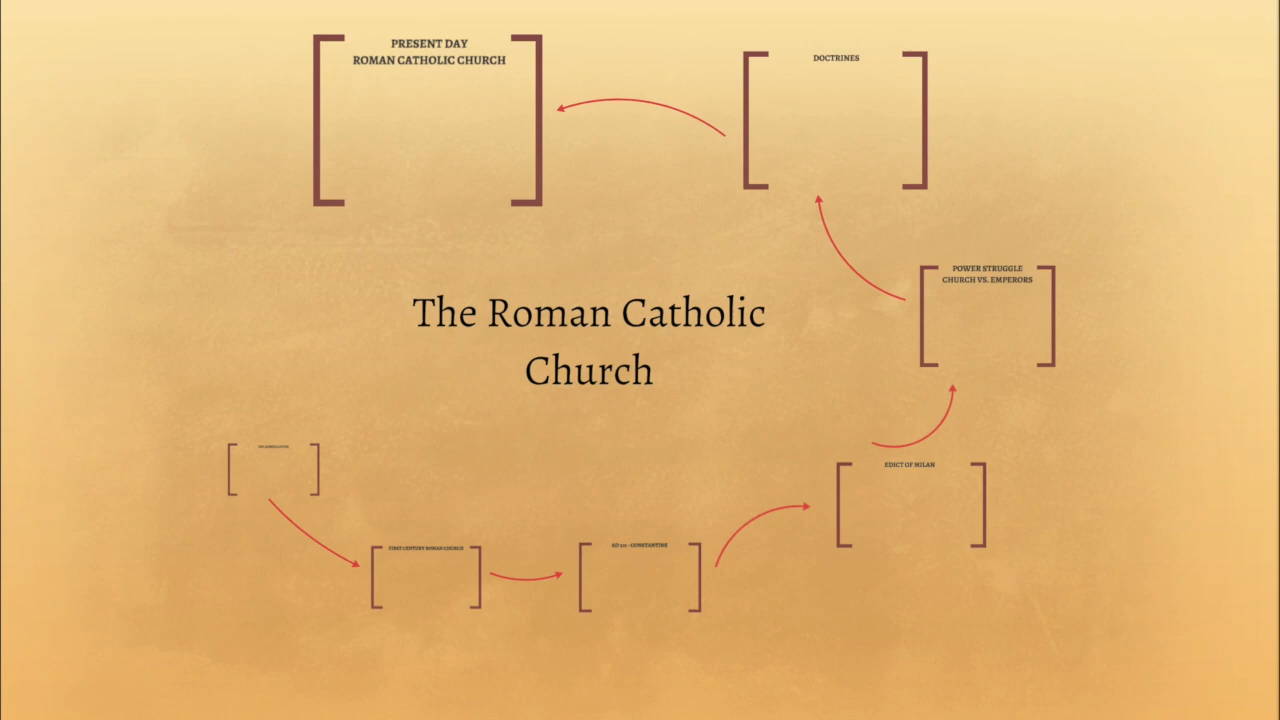 PRESENT DAY
ROMAN CATHOLIC CHURCH
DOCTRINES
POWER STRUGGLE
CHURCH VS. EMPERORS
The Roman Catholic
Church
EDICT OF MILAN
FIRST CENTURY ROMAN CHURCH
AD - CONSTANTINE